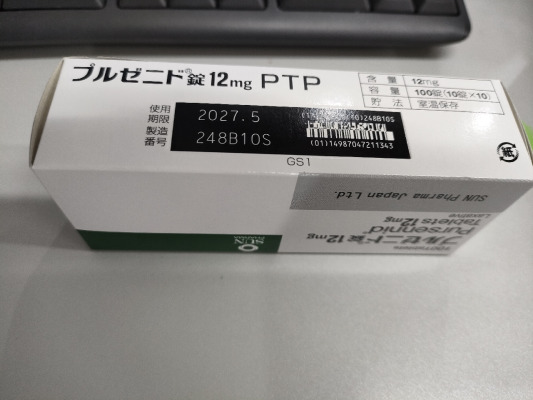 プルゼニド®錠12mg PTP
含量 12mg
容量 100錠(10錠×10)
貯法 室温保存
使用期限 2027.5
製造番号 248B10S
(01)14987047211343
GS1
紙
SUN Pharma Japan Ltd.
プルゼニド錠12mg
Pursennid®
Tablets 12mg
Laxative
SUN